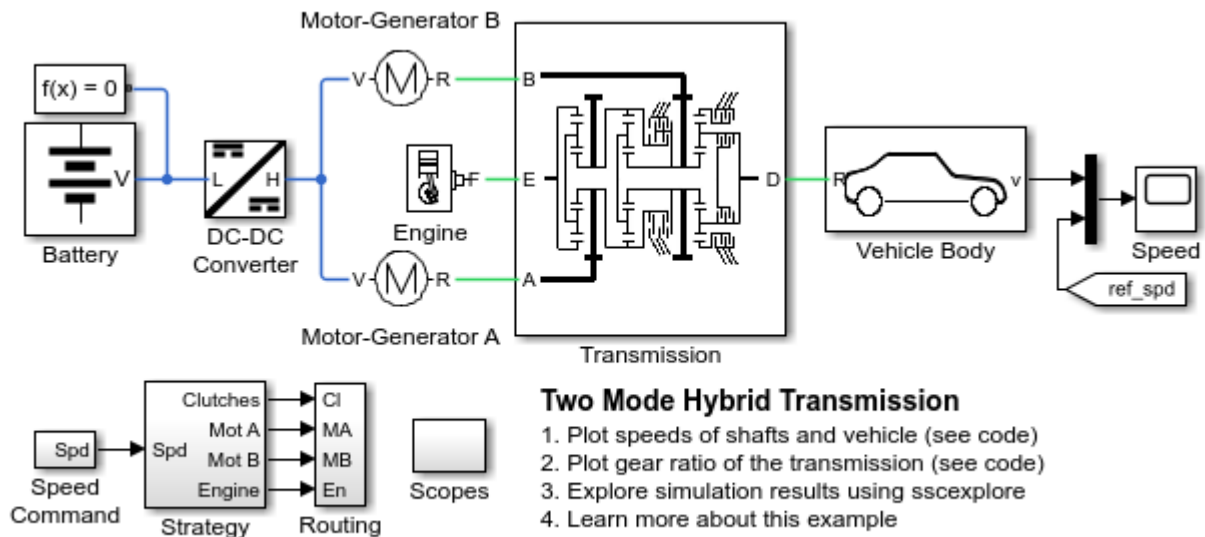 Motor-Generator B
f(x) = 0
V
Battery
L
H
DC-DC
Converter
V
M
R
B
Engine
F
E
V
M
R
A
Motor-Generator A
D
Transmission
R
v
Vehicle Body
Speed
ref_spd
Spd
Speed
Command
Spd
Clutches
Mot A
Mot B
Engine
Strategy
Cl
MA
MB
En
Routing
Scopes
Two Mode Hybrid Transmission
1. Plot speeds of shafts and vehicle (see code)
2. Plot gear ratio of the transmission (see code)
3. Explore simulation results using sscexplore
4. Learn more about this example